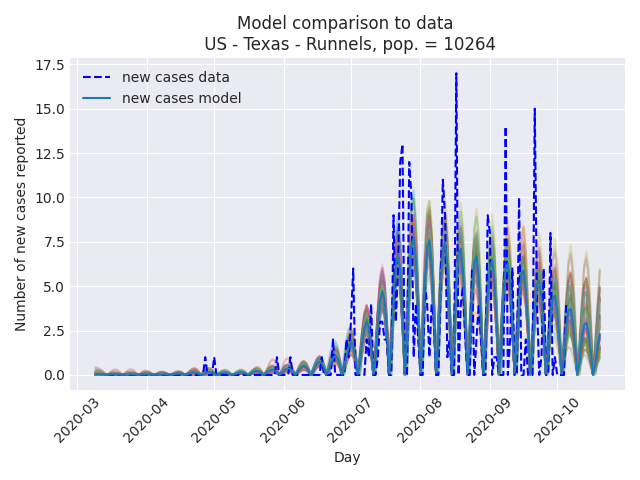 Model comparison to data
US - Texas - Runnels, pop. = 10264
new cases data
new cases model
Number of new cases reported
17.5
15.0
12.5
10.0
7.5
5.0
2.5
0.0
2020-03
2020-04
2020-05
2020-06
2020-07
2020-08
2020-09
2020-10
Day